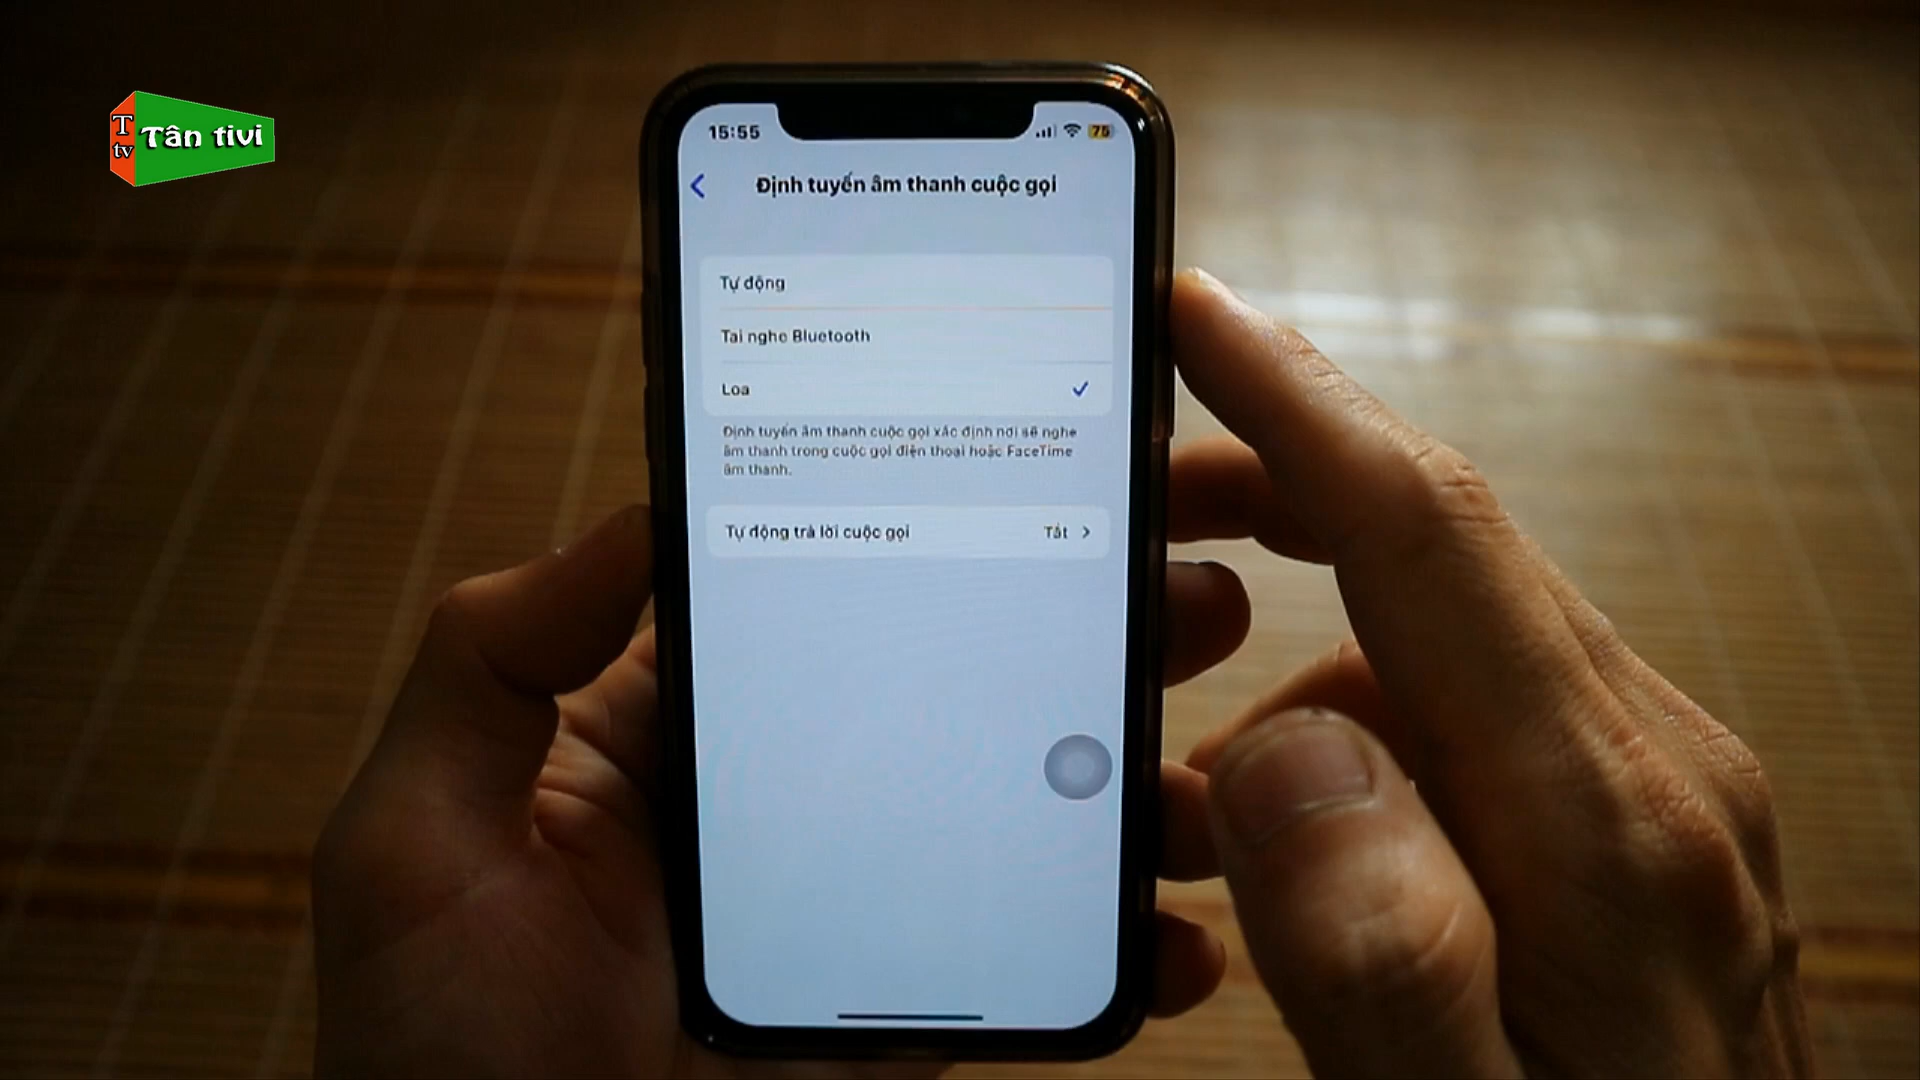 T
tv
Tân tivi
15:55
75
Định tuyến âm thanh cuộc gọi
Tự động
Tai nghe Bluetooth
Loa
Định tuyến âm thanh cuộc gọi xác định nơi sẽ nghe
âm thanh trong cuộc gọi điện thoại hoặc FaceTime
âm thanh.
Tự động trả lời cuộc gọi
Tắt